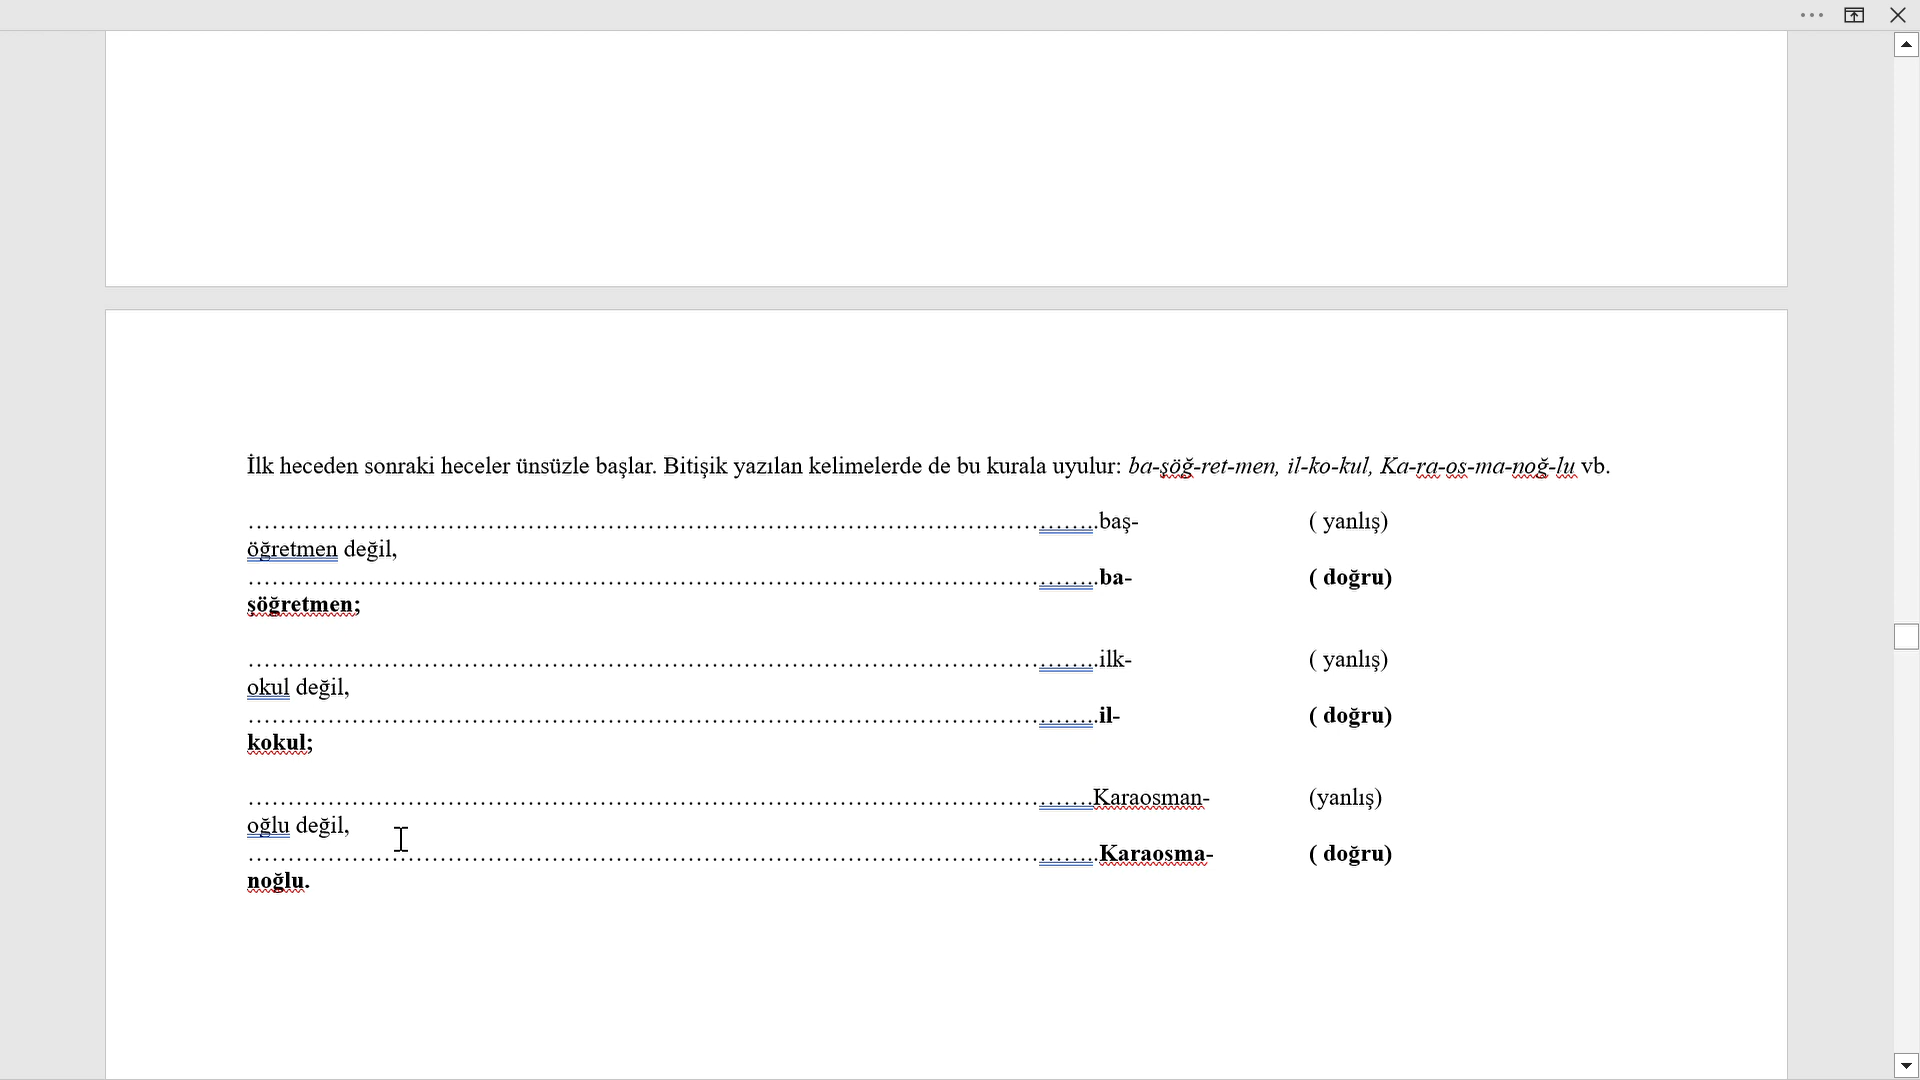 İlk heceden sonraki heceler ünsüzle başlar. Bitişik yazılan kelimelerde de bu kurala uyulur: ba-şöğ-ret-men, il-ko-kul, Ka-ra-os-ma-noğ-lu vb.
……………………………………………………………………………………………….baş- ( yanlış)
öğretmen değil,
……………………………………………………………………………………………….ba- ( doğru)
şöğretmen;
……………………………………………………………………………………………….ilk- ( yanlış)
okul değil,
……………………………………………………………………………………………….il- ( doğru)
kokul;
………………………………………………………………………………………………Karaosman- (yanlış)
oğlu değil,
……………………………………………………………………………………………….Karaosma- ( doğru)
noğlu.